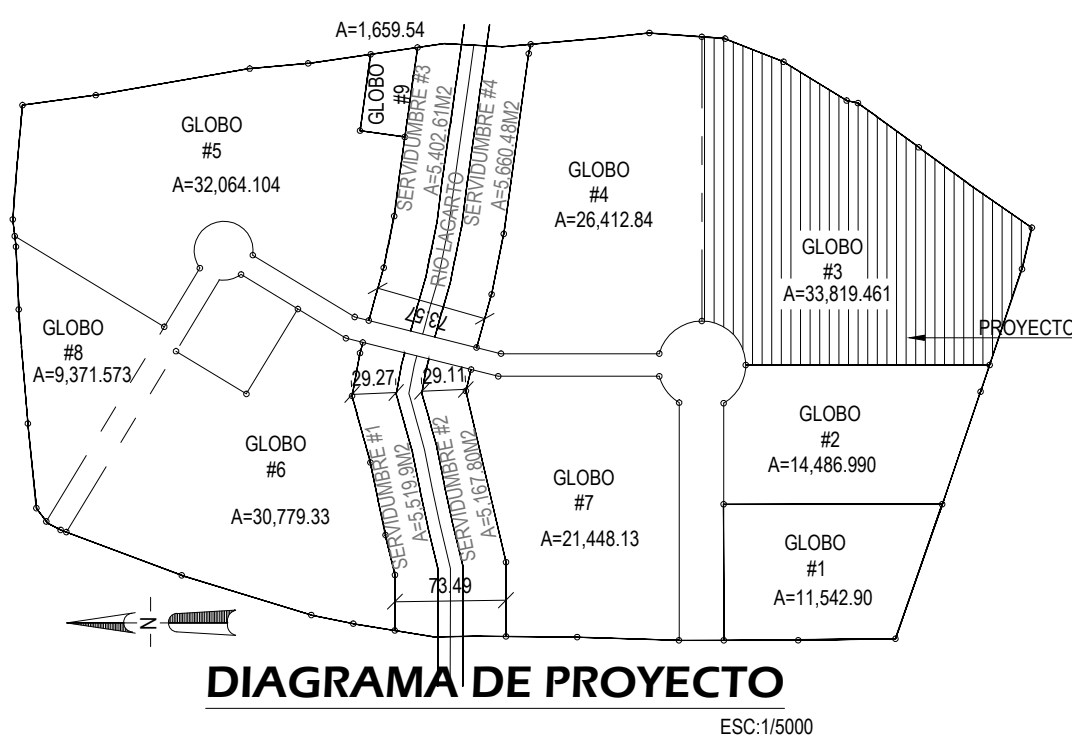 A=1,659.54
GLOBO
#9
GLOBO
#5
A=32,064.104
SERVIDUMBRE #3
A=5.402.61M2
RIO LAGARTO
SERVIDUMBRE #4
A=5.660.48M2
GLOBO
#4
A=26,412.84
GLOBO
#3
A=33,819.461
PROYECTO
73.57
GLOBO
#8
A=9,371.573
29.27
29.11
GLOBO
#6
A=30,779.33
SERVIDUMBRE #1
A=5.519.9M2
SERVIDUMBRE #2
A=5.167.80M2
GLOBO
#7
A=21,448.13
GLOBO
#2
A=14,486.990
GLOBO
#1
A=11,542.90
73.49
N
DIAGRAMA DE PROYECTO
ESC:1/5000